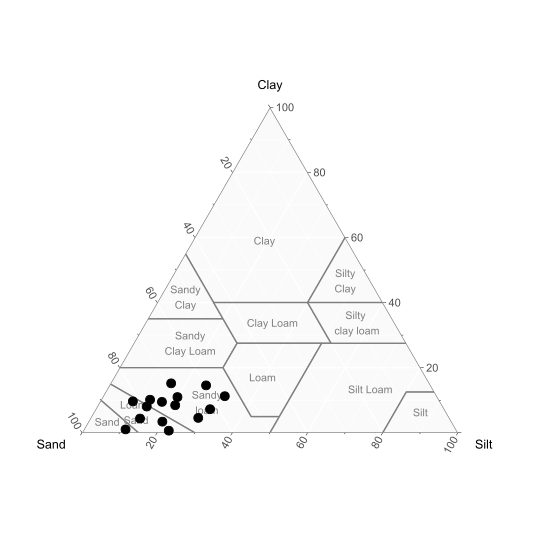 Clay
100
20
80
40
60
Clay
Silty
Clay
Sandy
Clay
60
40
Clay Loam
Silty
clay loam
Sandy
Clay Loam
80
20
Loam
Silt Loam
Sandy
loam
Loamy
Sand
Sand
Silt
100
20
40
60
80
100
Sand
Silt